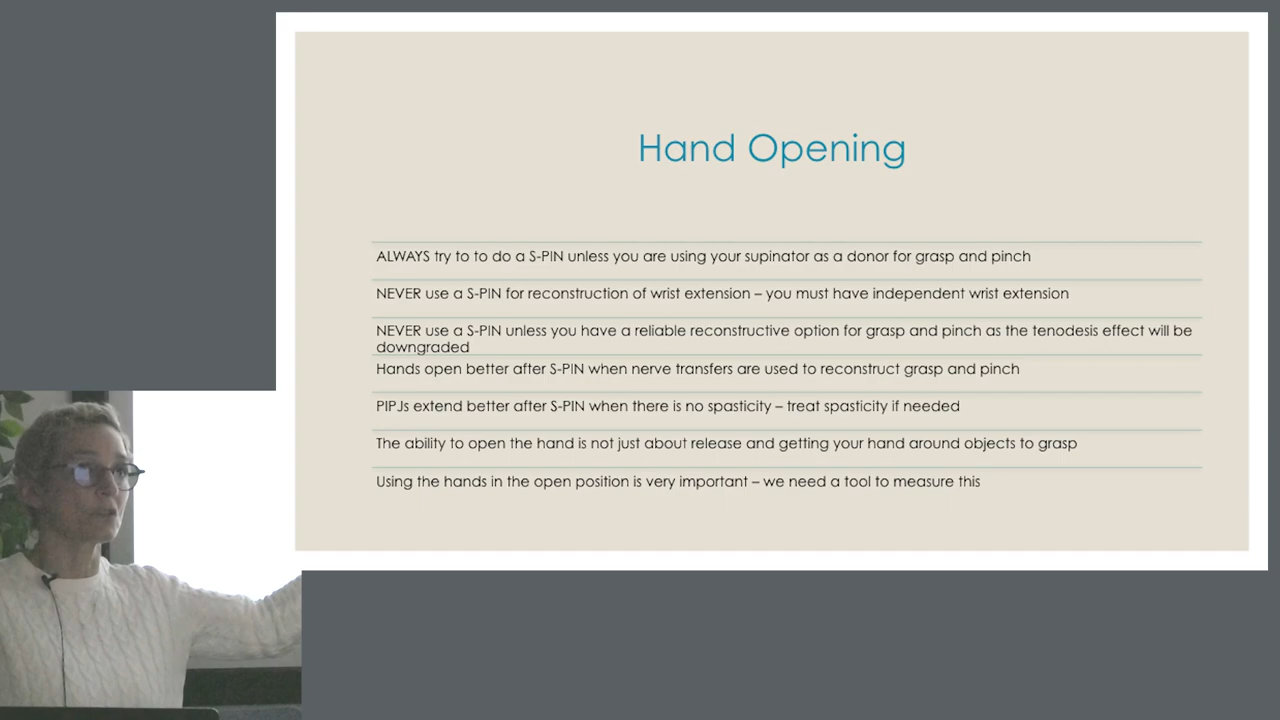 Hand Opening
ALWAYS try to to do a S-PIN unless you are using your supinator as a donor for grasp and pinch
NEVER use a S-PIN for reconstruction of wrist extension – you must have independent wrist extension
NEVER use a S-PIN unless you have a reliable reconstructive option for grasp and pinch as the tenodesis effect will be
downgraded
Hands open better after S-PIN when nerve transfers are used to reconstruct grasp and pinch
PIPJs extend better after S-PIN when there is no spasticity – treat spasticity if needed
The ability to open the hand is not just about release and getting your hand around objects to grasp
Using the hands in the open position is very important – we need a tool to measure this